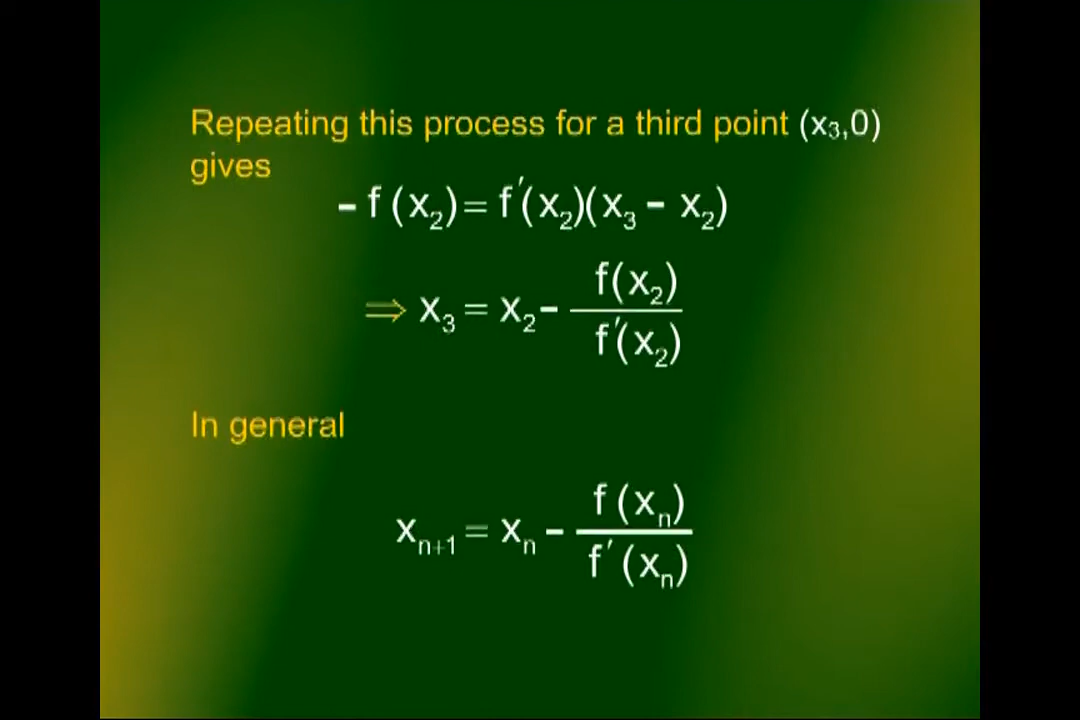 Repeating this process for a third point (x₃,0)
gives
- f (x₂) = f′(x₂)(x₃ - x₂)
⇒ x₃ = x₂ - f(x₂) / f′(x₂)
In general
xₙ₊₁ = xₙ - f (xₙ) / f′ (xₙ)